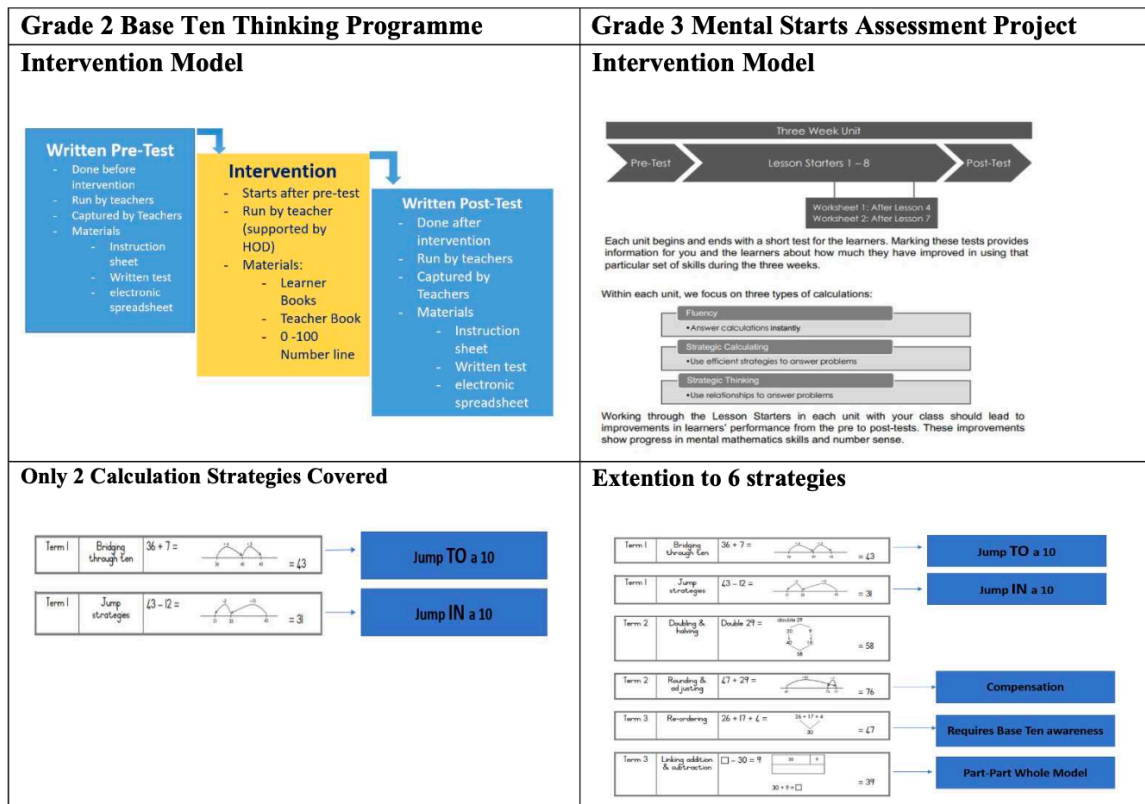 Grade 2 Base Ten Thinking Programme
Intervention Model
Written Pre-Test
- Done before
intervention
- Run by teachers
- Captured by Teachers
- Materials
- Instruction
sheet
- Written test
- electronic
spreadsheet
Intervention
- Starts after pre-test
- Run by teacher
(supported by
HOD)
- Materials:
- Learner
Books
- Teacher Book
- 0 -100
Number line
Written Post-Test
- Done after
intervention
- Run by teachers
- Captured by
Teachers
- Materials
- Instruction
sheet
- Written test
- electronic
spreadsheet
Grade 3 Mental Starts Assessment Project
Intervention Model
Three Week Unit
Pre-Test
Lesson Starters 1 – 8
Post-Test
Worksheet 1: After Lesson 4
Worksheet 2: After Lesson 7
Each unit begins and ends with a short test for the learners. Marking these tests provides
information for you and the learners about how much they have improved in using that
particular set of skills during the three weeks.
Within each unit, we focus on three types of calculations:
Fluency
•Answer calculations instantly
Strategic Calculating
•Use efficient strategies to answer problems
Strategic Thinking
•Use relationships to answer problems
Working through the Lesson Starters in each unit with your class should lead to
improvements in learners' performance from the pre to post-tests. These improvements
show progress in mental mathematics skills and number sense.
Only 2 Calculation Strategies Covered
Term 1 Bridging through ten 36 + 7 = = 43
Jump TO a 10
Term 1 Jump strategies 43 – 12 = = 31
Jump IN a 10
Extention to 6 strategies
Term 1 Bridging through ten 36 + 7 = = 43
Jump TO a 10
Term 1 Jump strategies 43 – 12 = = 31
Jump IN a 10
Term 2 Doubling & halving Double 29 = double 29
20 9
40 18
58
= 58
Term 2 Rounding & adjusting 47 + 29 = = 76
Compensation
Term 3 Re-ordering 26 + 17 + 4 = 26 + 17 + 4
30
= 47
Requires Base Ten awareness
Term 3 Linking addition & subtraction □ – 30 = 9 30 9
30 + 9 = □
= 39
Part-Part Whole Model